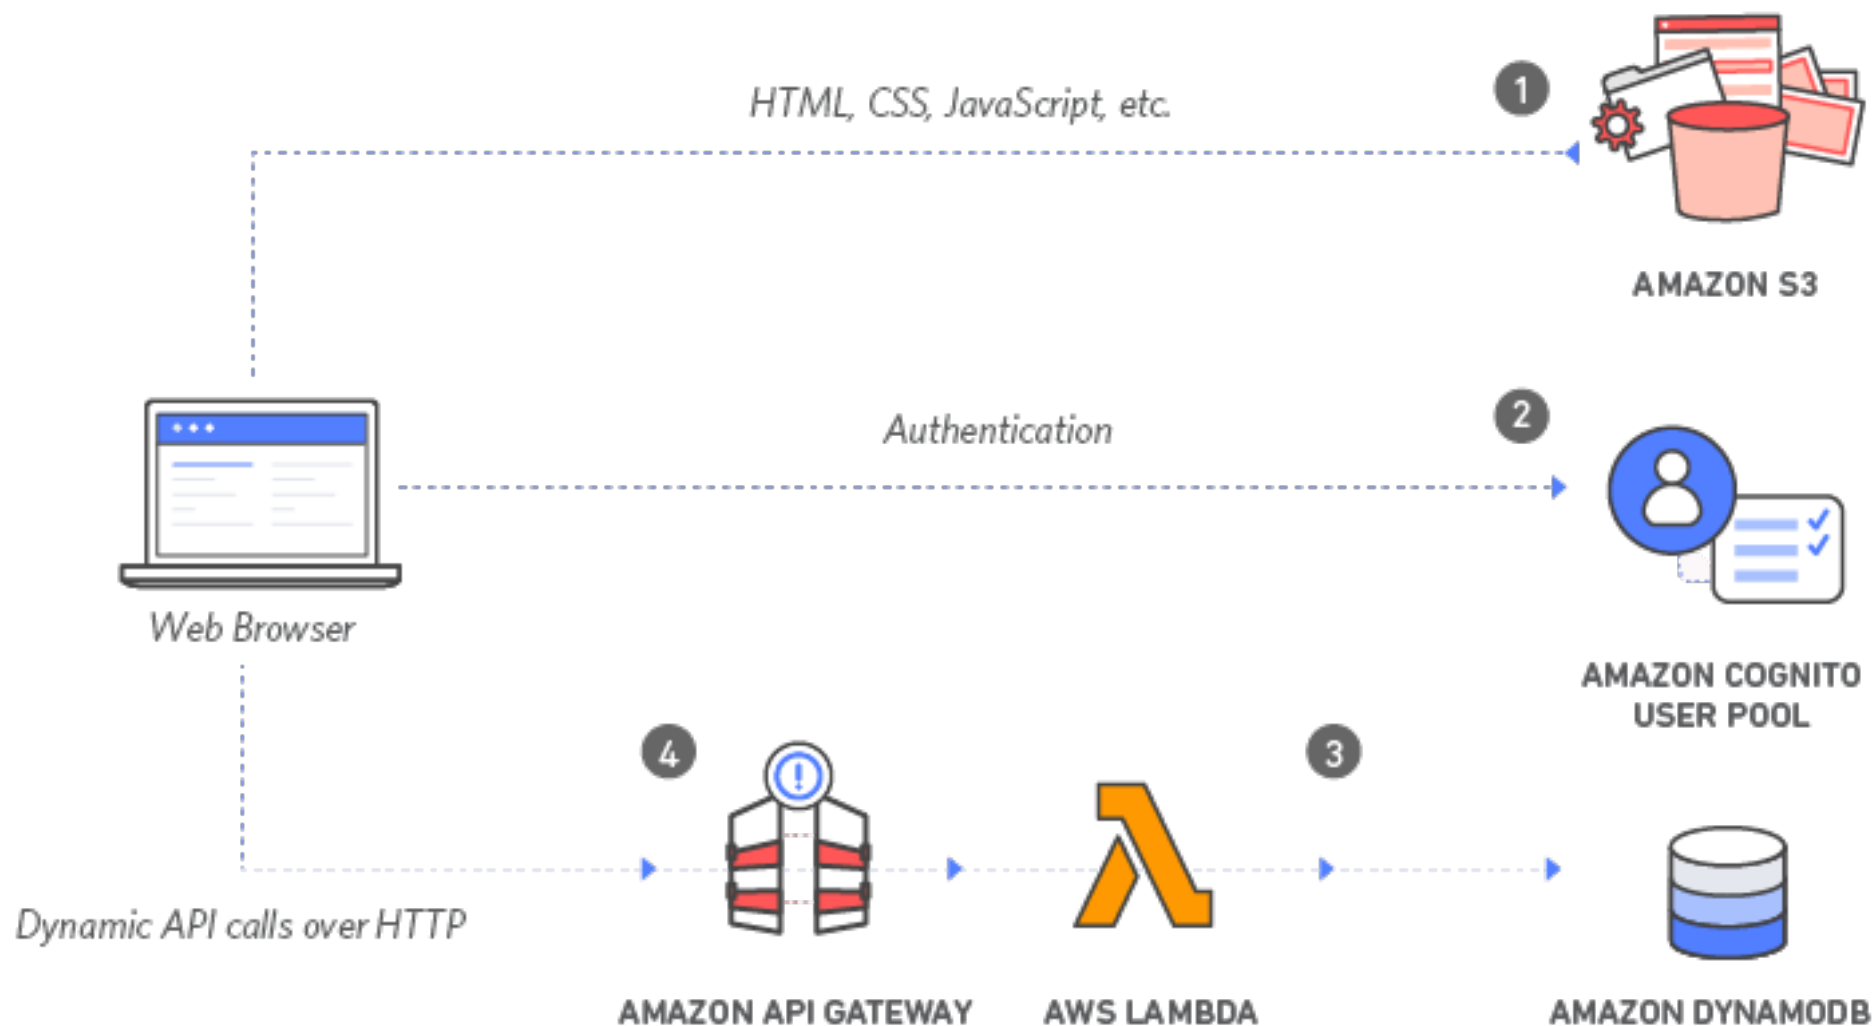 HTML, CSS, JavaScript, etc.
1
AMAZON S3
Authentication
2
Web Browser
AMAZON COGNITO
USER POOL
4
3
Dynamic API calls over HTTP
AMAZON API GATEWAY
AWS LAMBDA
AMAZON DYNAMODB